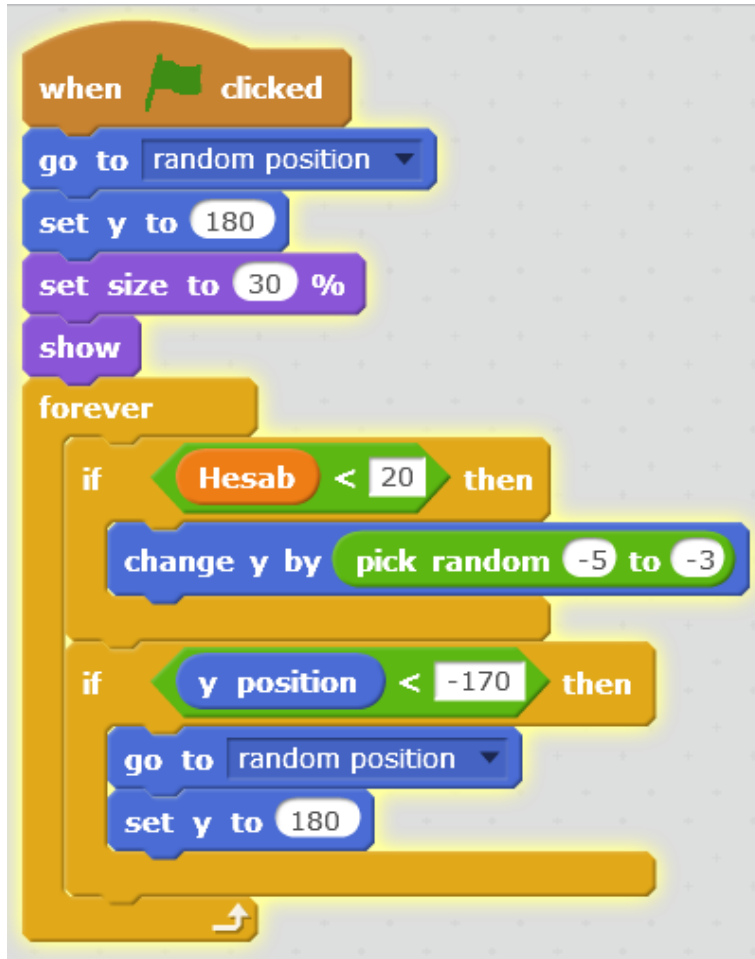 when clicked
go to random position
set y to 180
set size to 30 %
show
forever
if Hesab < 20 then
change y by pick random -5 to -3
if y position < -170 then
go to random position
set y to 180